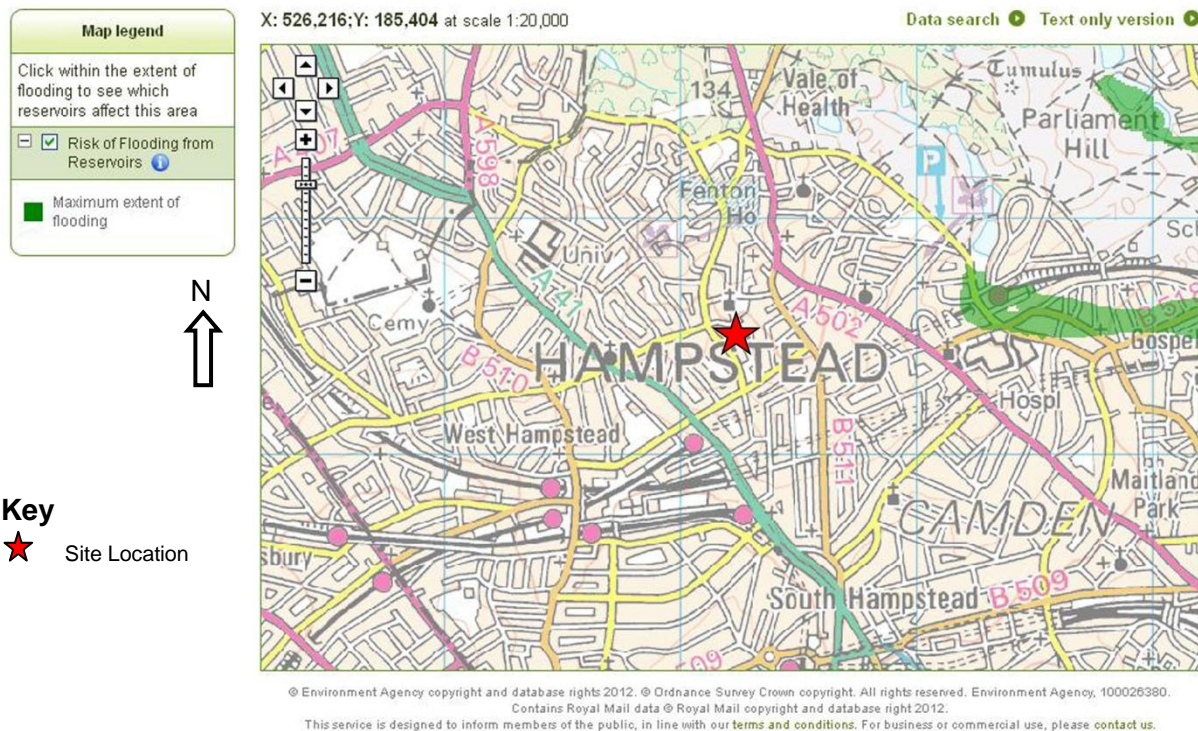 Map legend
Click within the extent of
flooding to see which
reservoirs affect this area
Risk of Flooding from
Reservoirs
Maximum extent of
flooding
N
Key
Site Location
X: 526,216;Y: 185,404 at scale 1:20,000
Data search
Text only version
134
Vale of
Health
Tumulus
Parliament
Hill
A 598
P
Fenton
Ho
Univ
A 41
Cemy
A 502
B 510
HAMPSTEAD
Gospel
Hospl
West Hampstead
B 511
Maitland
Park
CAMDEN
sbury
South Hampstead
B 509
© Environment Agency copyright and database rights 2012. © Ordnance Survey Crown copyright. All rights reserved. Environment Agency, 100026380.
Contains Royal Mail data © Royal Mail copyright and database right 2012.
This service is designed to inform members of the public, in line with our terms and conditions. For business or commercial use, please contact us.